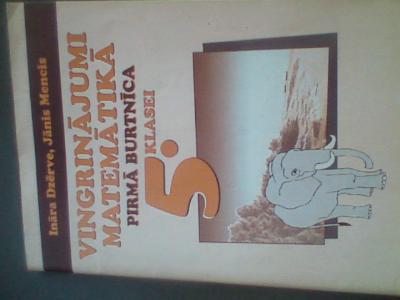 Ināra Dzērve, Jānis Mencis
VINGRINĀJUMI
MATEMĀTIKĀ
PIRMĀ BURTNĪCA
5. KLASEI